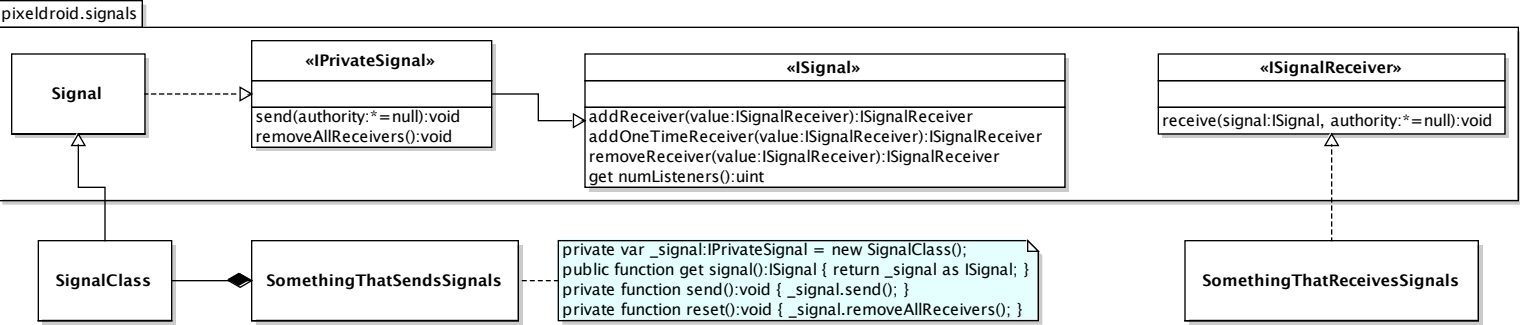 pixeldroid.signals
Signal
«IPrivateSignal»
send(authority:*=null):void
removeAllReceivers():void
«ISignal»
addReceiver(value:ISignalReceiver):ISignalReceiver
addOneTimeReceiver(value:ISignalReceiver):ISignalReceiver
removeReceiver(value:ISignalReceiver):ISignalReceiver
get numListeners():uint
«ISignalReceiver»
receive(signal:ISignal, authority:*=null):void
SignalClass
SomethingThatSendsSignals
private var _signal:IPrivateSignal = new SignalClass();
public function get signal():ISignal { return _signal as ISignal; }
private function send():void { _signal.send(); }
private function reset():void { _signal.removeAllReceivers(); }
SomethingThatReceivesSignals